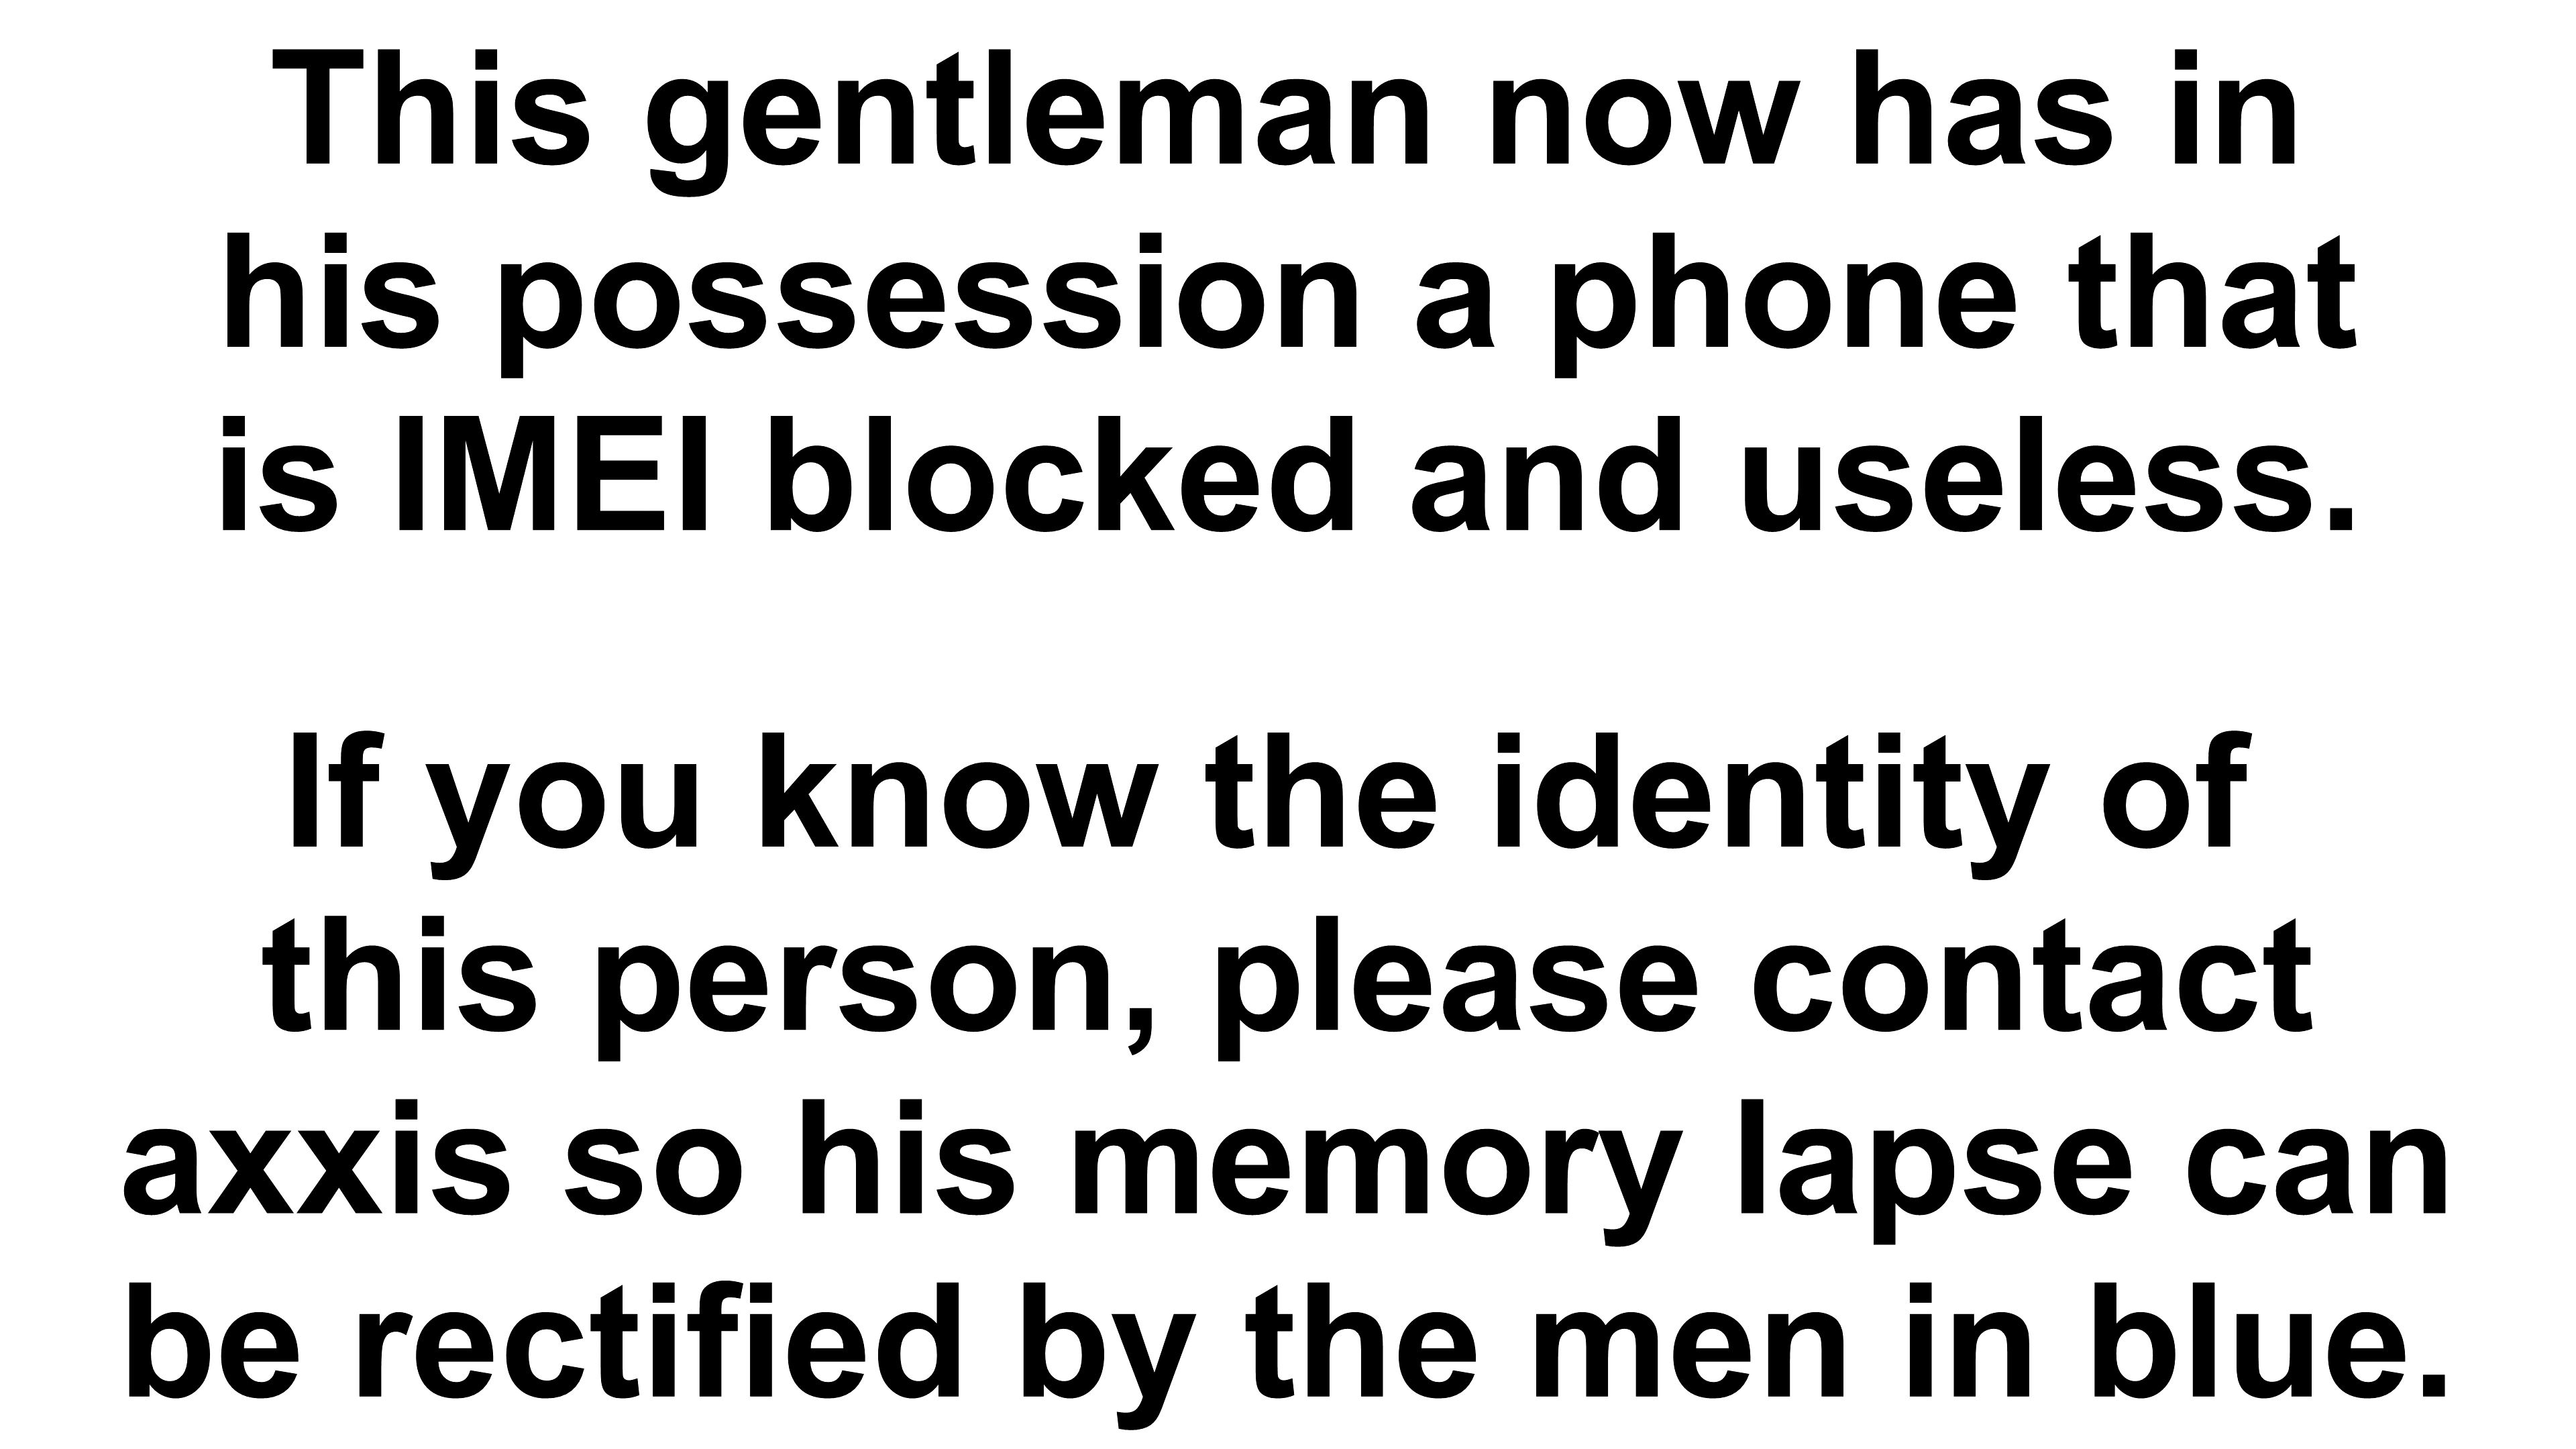 This gentleman now has in
his possession a phone that
is IMEI blocked and useless.
If you know the identity of
this person, please contact
axxis so his memory lapse can
be rectified by the men in blue.